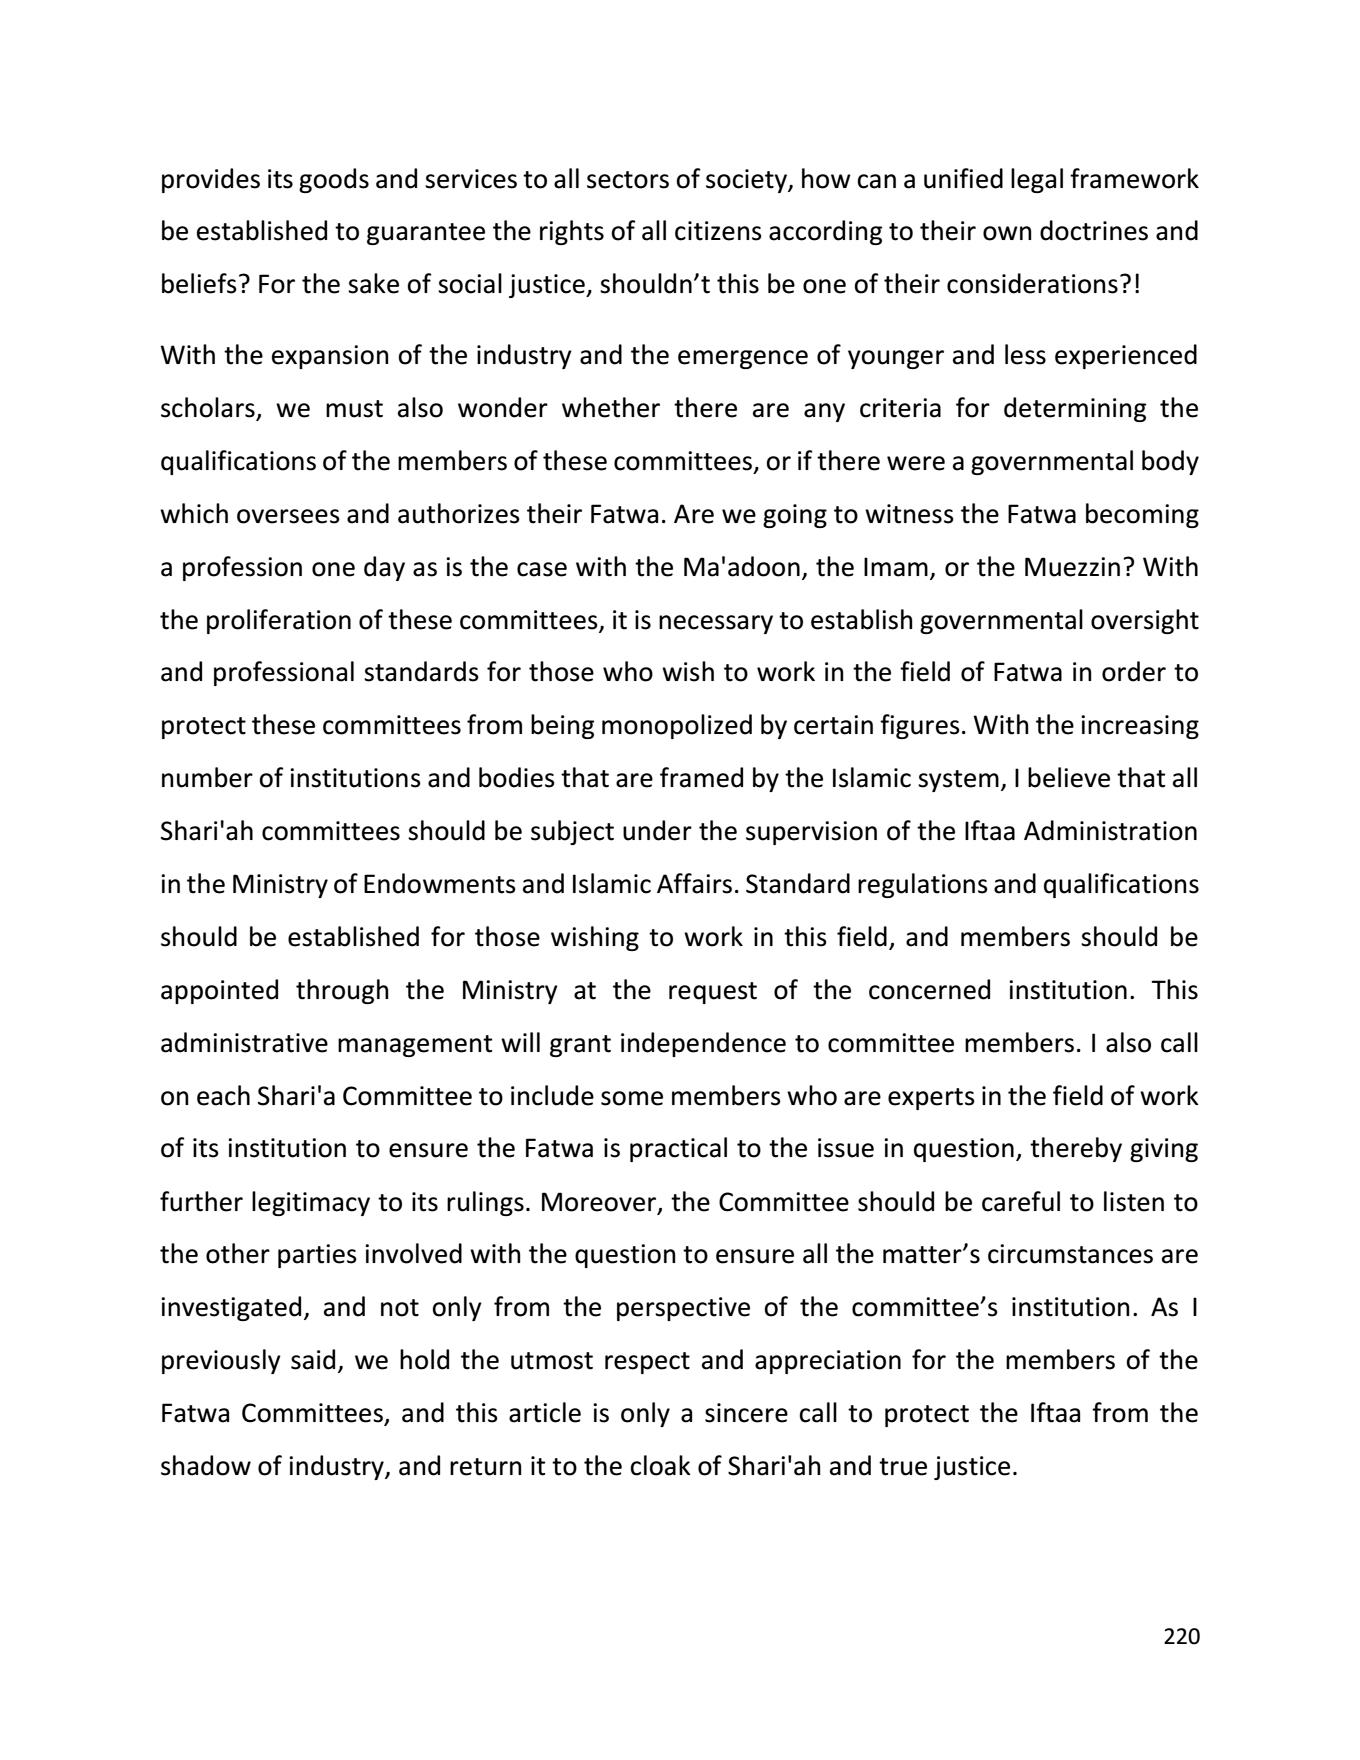 provides its goods and services to all sectors of society, how can a unified legal framework
be established to guarantee the rights of all citizens according to their own doctrines and
beliefs? For the sake of social justice, shouldn’t this be one of their considerations?!
With the expansion of the industry and the emergence of younger and less experienced
scholars, we must also wonder whether there are any criteria for determining the
qualifications of the members of these committees, or if there were a governmental body
which oversees and authorizes their Fatwa. Are we going to witness the Fatwa becoming
a profession one day as is the case with the Ma'adoon, the Imam, or the Muezzin? With
the proliferation of these committees, it is necessary to establish governmental oversight
and professional standards for those who wish to work in the field of Fatwa in order to
protect these committees from being monopolized by certain figures. With the increasing
number of institutions and bodies that are framed by the Islamic system, I believe that all
Shari'ah committees should be subject under the supervision of the Iftaa Administration
in the Ministry of Endowments and Islamic Affairs. Standard regulations and qualifications
should be established for those wishing to work in this field, and members should be
appointed through the Ministry at the request of the concerned institution. This
administrative management will grant independence to committee members. I also call
on each Shari'a Committee to include some members who are experts in the field of work
of its institution to ensure the Fatwa is practical to the issue in question, thereby giving
further legitimacy to its rulings. Moreover, the Committee should be careful to listen to
the other parties involved with the question to ensure all the matter’s circumstances are
investigated, and not only from the perspective of the committee’s institution. As I
previously said, we hold the utmost respect and appreciation for the members of the
Fatwa Committees, and this article is only a sincere call to protect the Iftaa from the
shadow of industry, and return it to the cloak of Shari'ah and true justice.
220